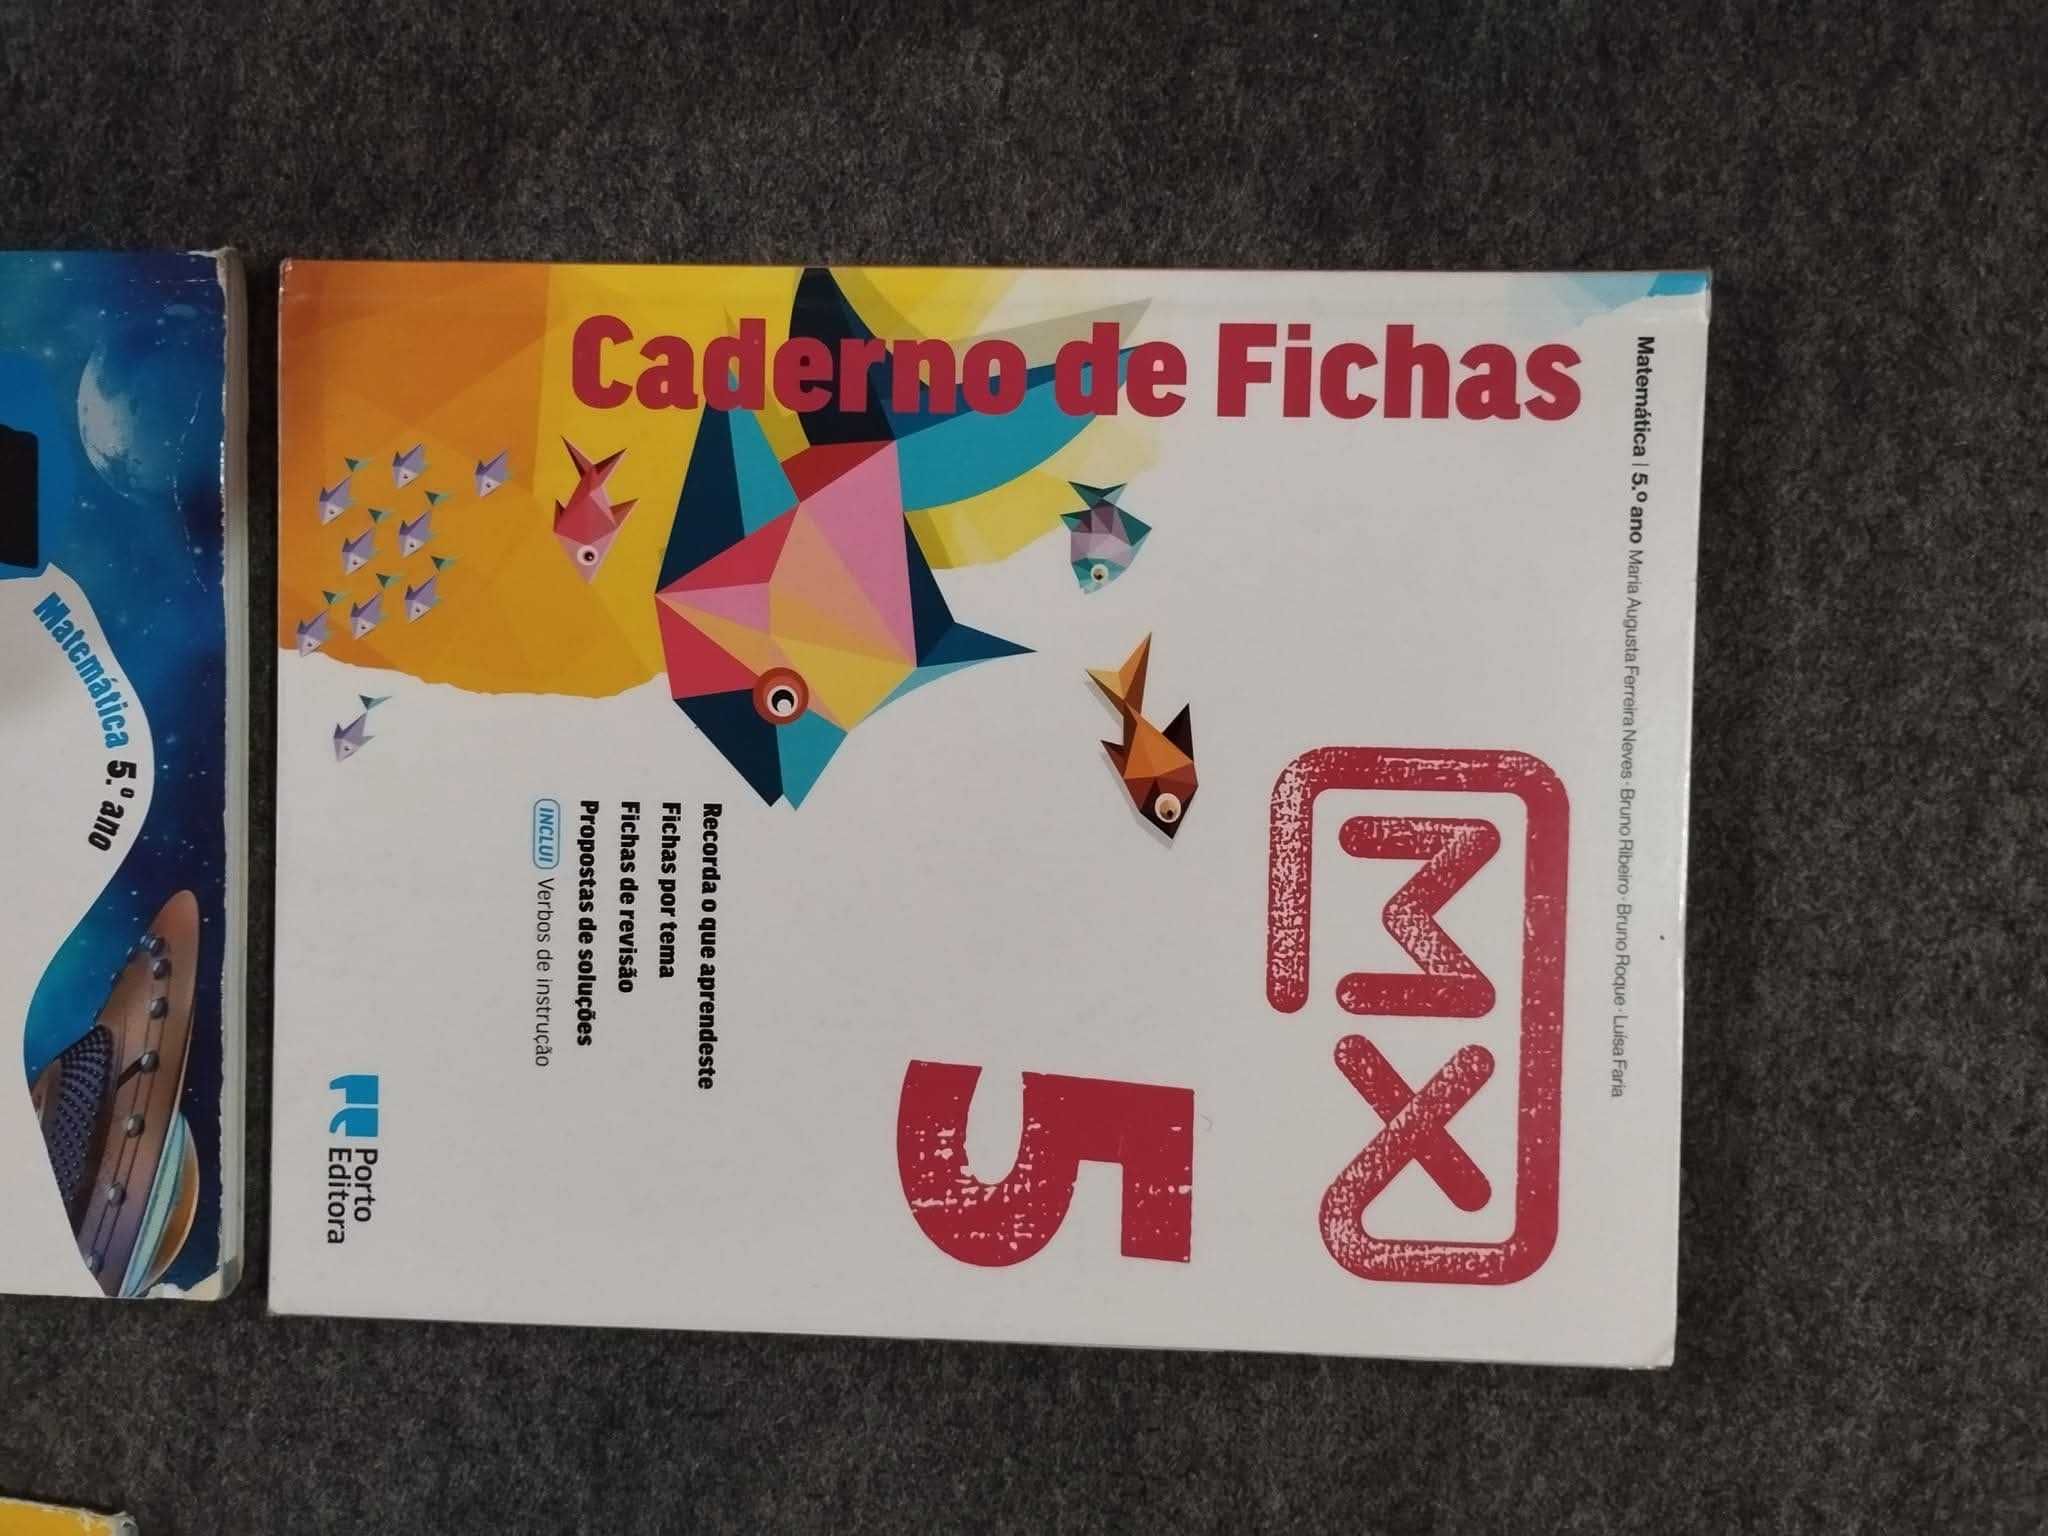 Matemática | 5.º ano Maria Augusta Ferreira Neves · Bruno Ribeiro · Bruno Roque · Luísa Faria
MX
5
Caderno de Fichas
Recorda o que aprendeste
Fichas por tema
Fichas de revisão
Propostas de soluções
INCLUI Verbos de instrução
Porto
Editora
Matemática 5.º ano